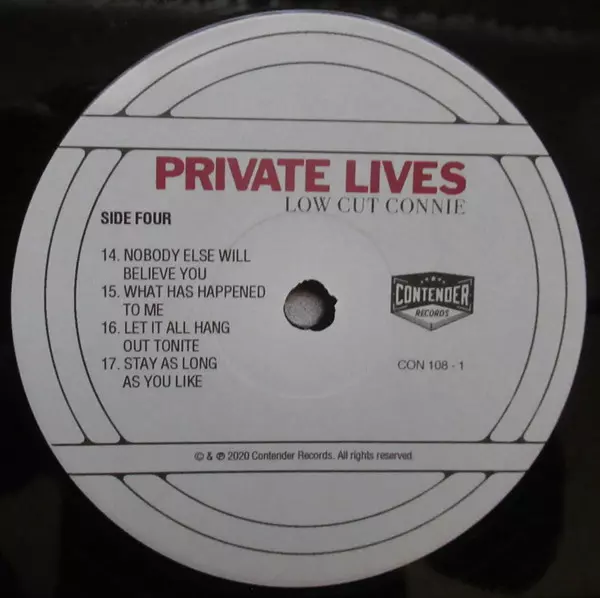 PRIVATE LIVES
LOW CUT CONNIE
SIDE FOUR
14. NOBODY ELSE WILL
BELIEVE YOU
15. WHAT HAS HAPPENED
TO ME
16. LET IT ALL HANG
OUT TONITE
17. STAY AS LONG
AS YOU LIKE
CONTENDER
RECORDS
CON 108 - 1
© & ℗ 2020 Contender Records. All rights reserved.